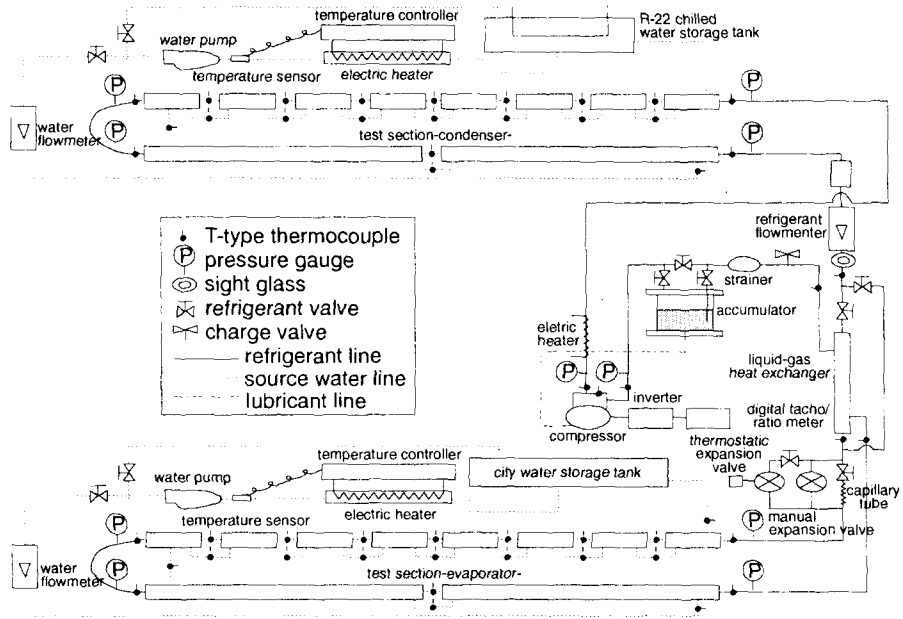 temperature controller
R-22 chilled
water storage tank
water pump
temperature sensor
electric heater
P
P
water
flowmeter
P
test section-condenser-
P
T-type thermocouple
P
pressure gauge
sight glass
refrigerant valve
charge valve
refrigerant line
source water line
lubricant line
refrigerant
flowmenter
strainer
accumulator
eletric
heater
liquid-gas
heat exchanger
P
P
inverter
digital tacho/
ratio meter
compressor
thermostatic
expansion
valve
temperature controller
city water storage tank
water pump
electric heater
capillary
tube
temperature sensor
manual
expansion valve
P
P
water
flowmeter
P
test section-evaporator-
P